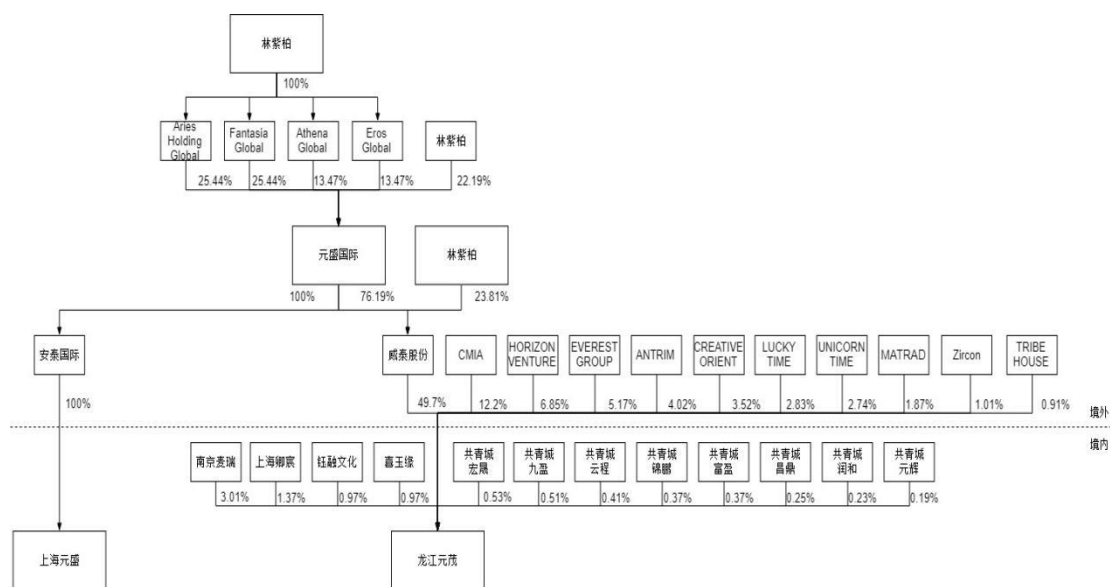 林紫柏
100%
Aries
Holding
Global
Fantasia
Global
Athena
Global
Eros
Global
林紫柏
25.44%
25.44%
13.47%
13.47%
22.19%
元盛国际
林紫柏
100%
76.19%
23.81%
安泰国际
威泰股份
CMIA
HORIZON
VENTURE
EVEREST
GROUP
ANTRIM
CREATIVE
ORIENT
LUCKY
TIME
UNICORN
TIME
MATRAD
Zircon
TRIBE
HOUSE
100%
49.7%
12.2%
6.85%
5.17%
4.02%
3.52%
2.83%
2.74%
1.87%
1.01%
0.91%
境外
境内
南京麦瑞
上海卿宸
钰融文化
嘉玉缘
共青城
宏晟
共青城
九盈
共青城
云程
共青城
锦鹏
共青城
富盈
共青城
昌鼎
共青城
润和
共青城
元辉
3.01%
1.37%
0.97%
0.97%
0.53%
0.51%
0.41%
0.37%
0.37%
0.25%
0.23%
0.19%
上海元盛
龙江元茂